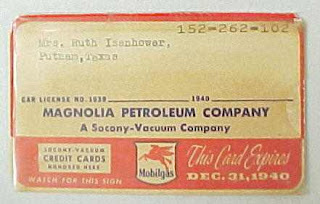 152-262-102
Mrs. Ruth Isenhower,
Putnam, Texas
CAR LICENSE NO. 1939 1940
MAGNOLIA PETROLEUM COMPANY
A Socony-Vacuum Company
SOCONY-VACUUM
CREDIT CARDS
HONORED HERE
WATCH FOR THIS SIGN
Mobilgas
This Card Expires
DEC. 31, 1940